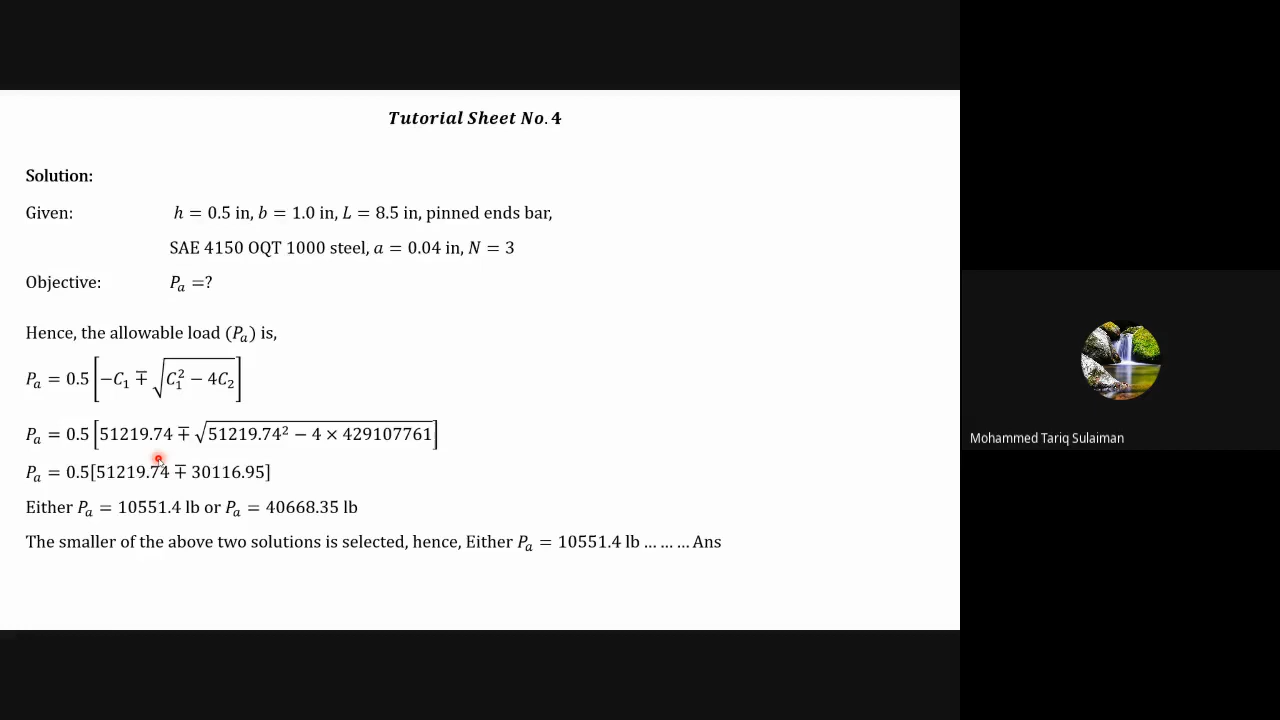 Tutorial Sheet No. 4
Solution:
Given: h = 0.5 in, b = 1.0 in, L = 8.5 in, pinned ends bar,
SAE 4150 OQT 1000 steel, a = 0.04 in, N = 3
Objective: Pₐ =?
Hence, the allowable load (Pₐ) is,
Pₐ = 0.5 [−C₁ ∓ √(C₁² − 4C₂)]
Pₐ = 0.5 [51219.74 ∓ √(51219.74² − 4 × 429107761)]
Pₐ = 0.5[51219.74 ∓ 30116.95]
Either Pₐ = 10551.4 lb or Pₐ = 40668.35 lb
The smaller of the above two solutions is selected, hence, Either Pₐ = 10551.4 lb ... ... ... Ans
Mohammed Tariq Sulaiman